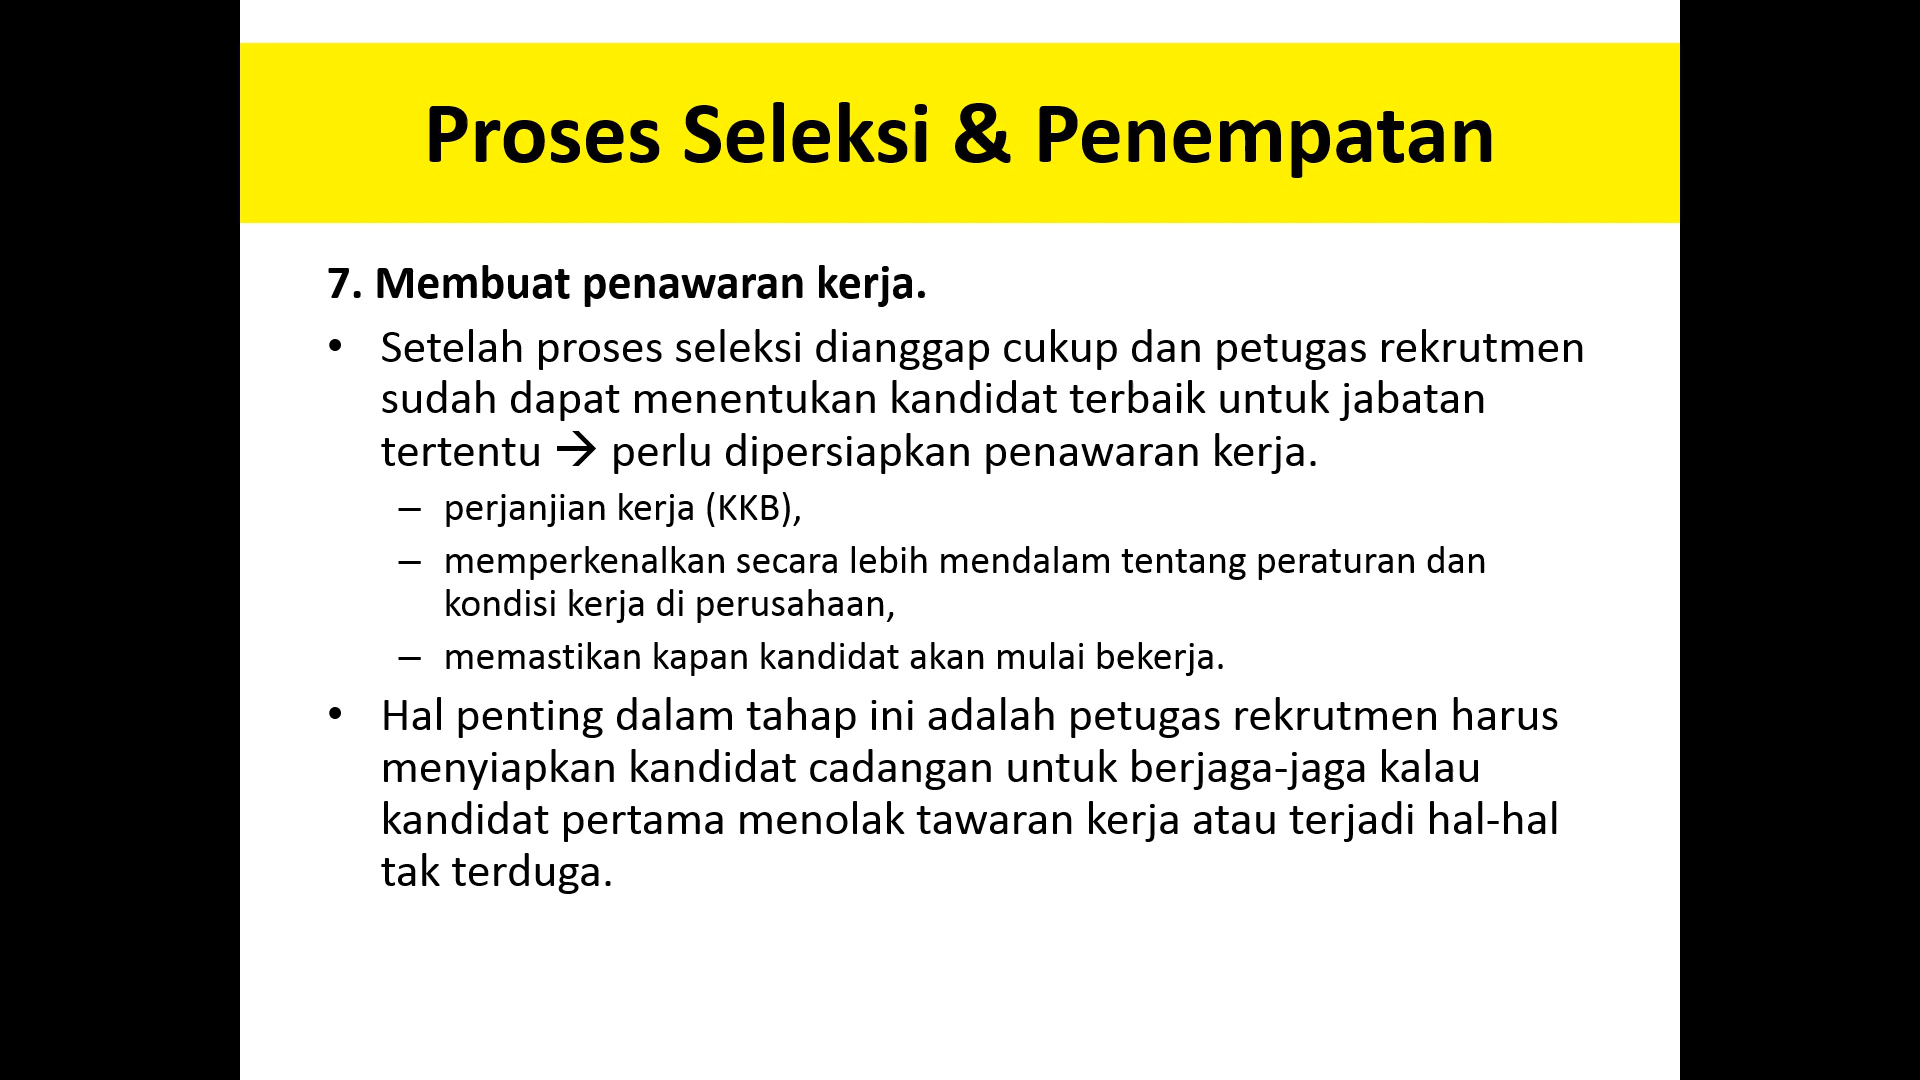 Proses Seleksi & Penempatan
7. Membuat penawaran kerja.
• Setelah proses seleksi dianggap cukup dan petugas rekrutmen
sudah dapat menentukan kandidat terbaik untuk jabatan
tertentu → perlu dipersiapkan penawaran kerja.
– perjanjian kerja (KKB),
– memperkenalkan secara lebih mendalam tentang peraturan dan
kondisi kerja di perusahaan,
– memastikan kapan kandidat akan mulai bekerja.
• Hal penting dalam tahap ini adalah petugas rekrutmen harus
menyiapkan kandidat cadangan untuk berjaga-jaga kalau
kandidat pertama menolak tawaran kerja atau terjadi hal-hal
tak terduga.